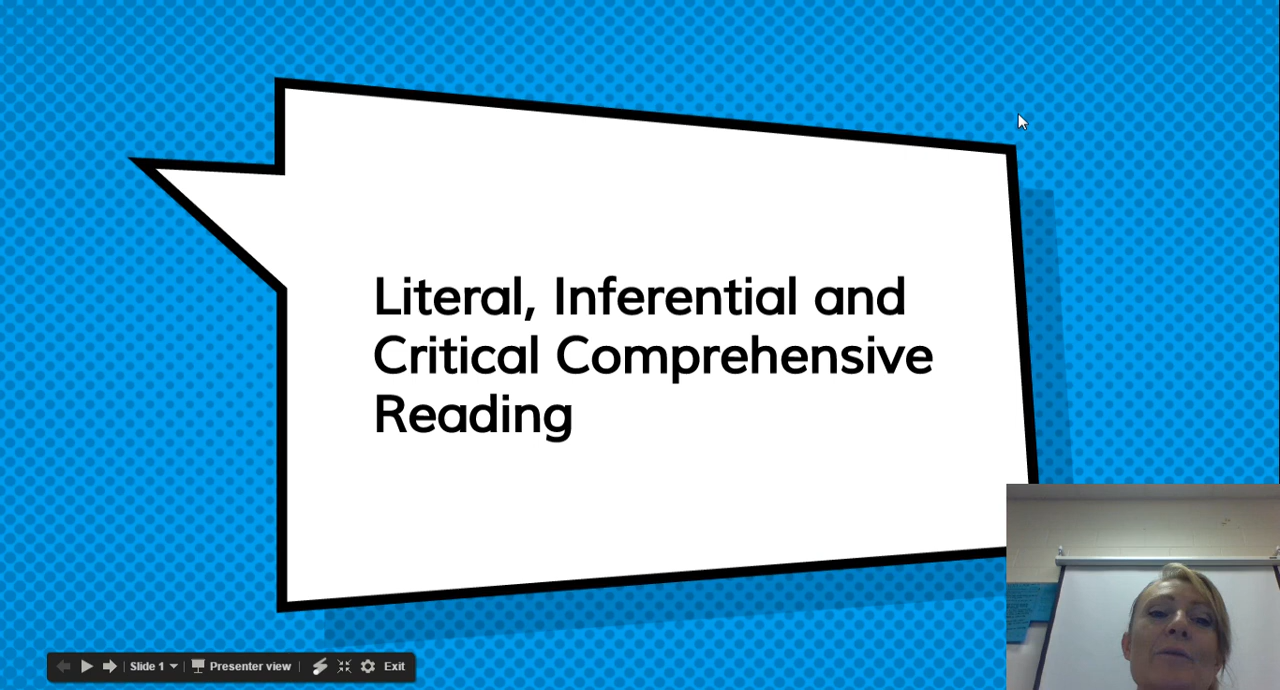 Literal, Inferential and
Critical Comprehensive
Reading
Slide 1
Presenter view
Exit